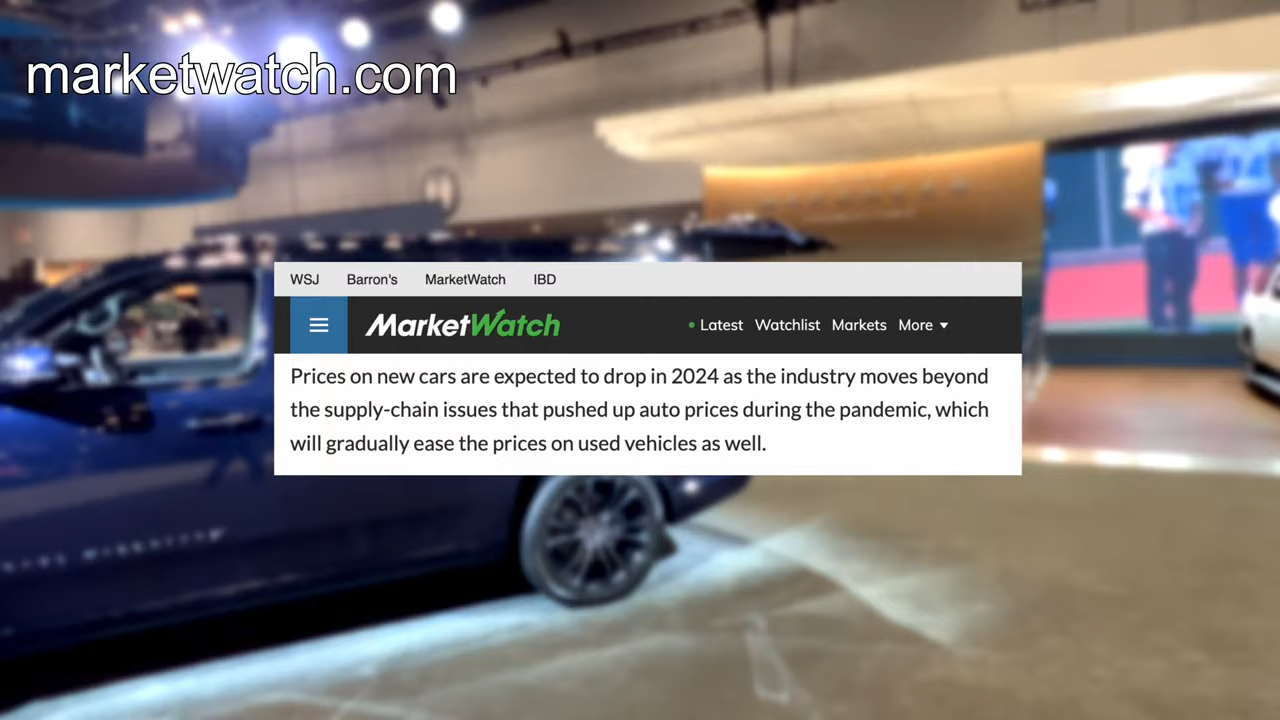 marketwatch.com
WSJ Barron's MarketWatch IBD
MarketWatch
Latest Watchlist Markets More
Prices on new cars are expected to drop in 2024 as the industry moves beyond
the supply-chain issues that pushed up auto prices during the pandemic, which
will gradually ease the prices on used vehicles as well.